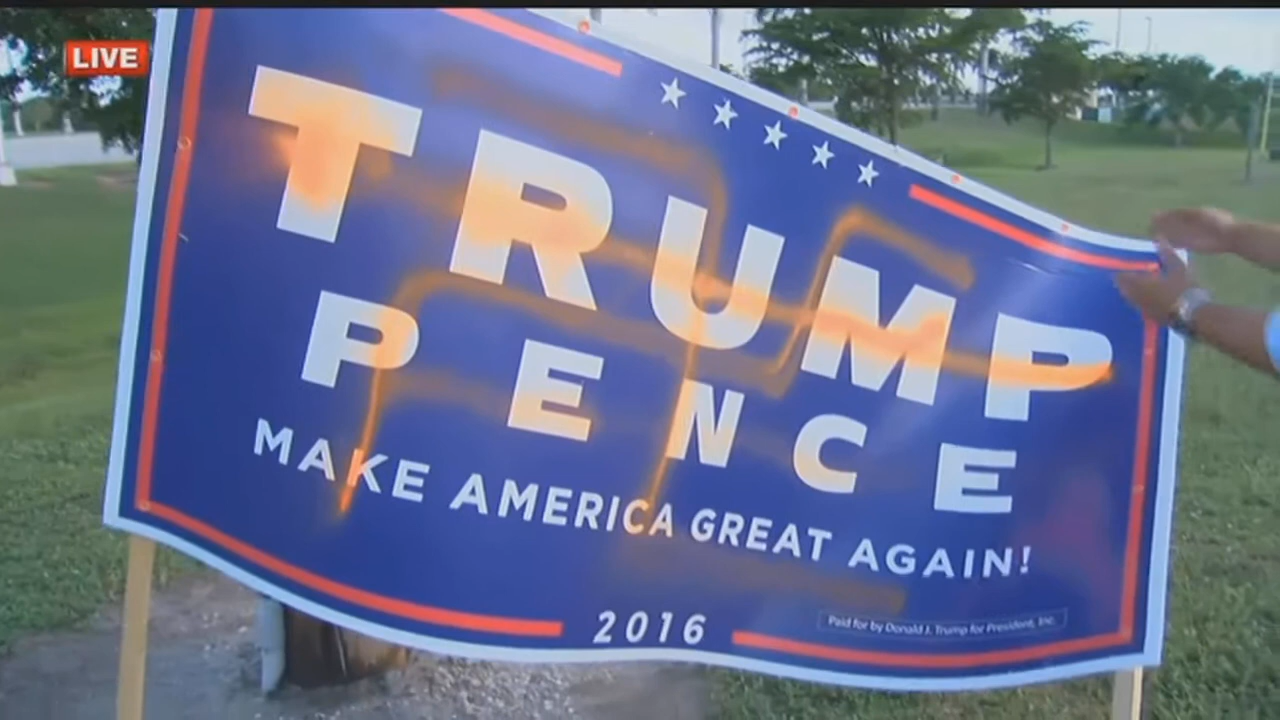 LIVE
TRUMP
PENCE
MAKE AMERICA GREAT AGAIN!
2016
Paid for by Donald J. Trump for President, Inc.